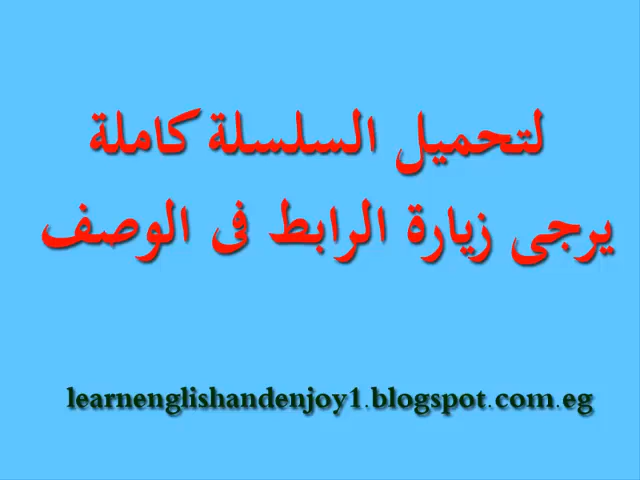 لتحميل السلسلة كاملة
يرجى زيارة الرابط فى الوصف
learnenglishandenjoy1.blogspot.com.eg